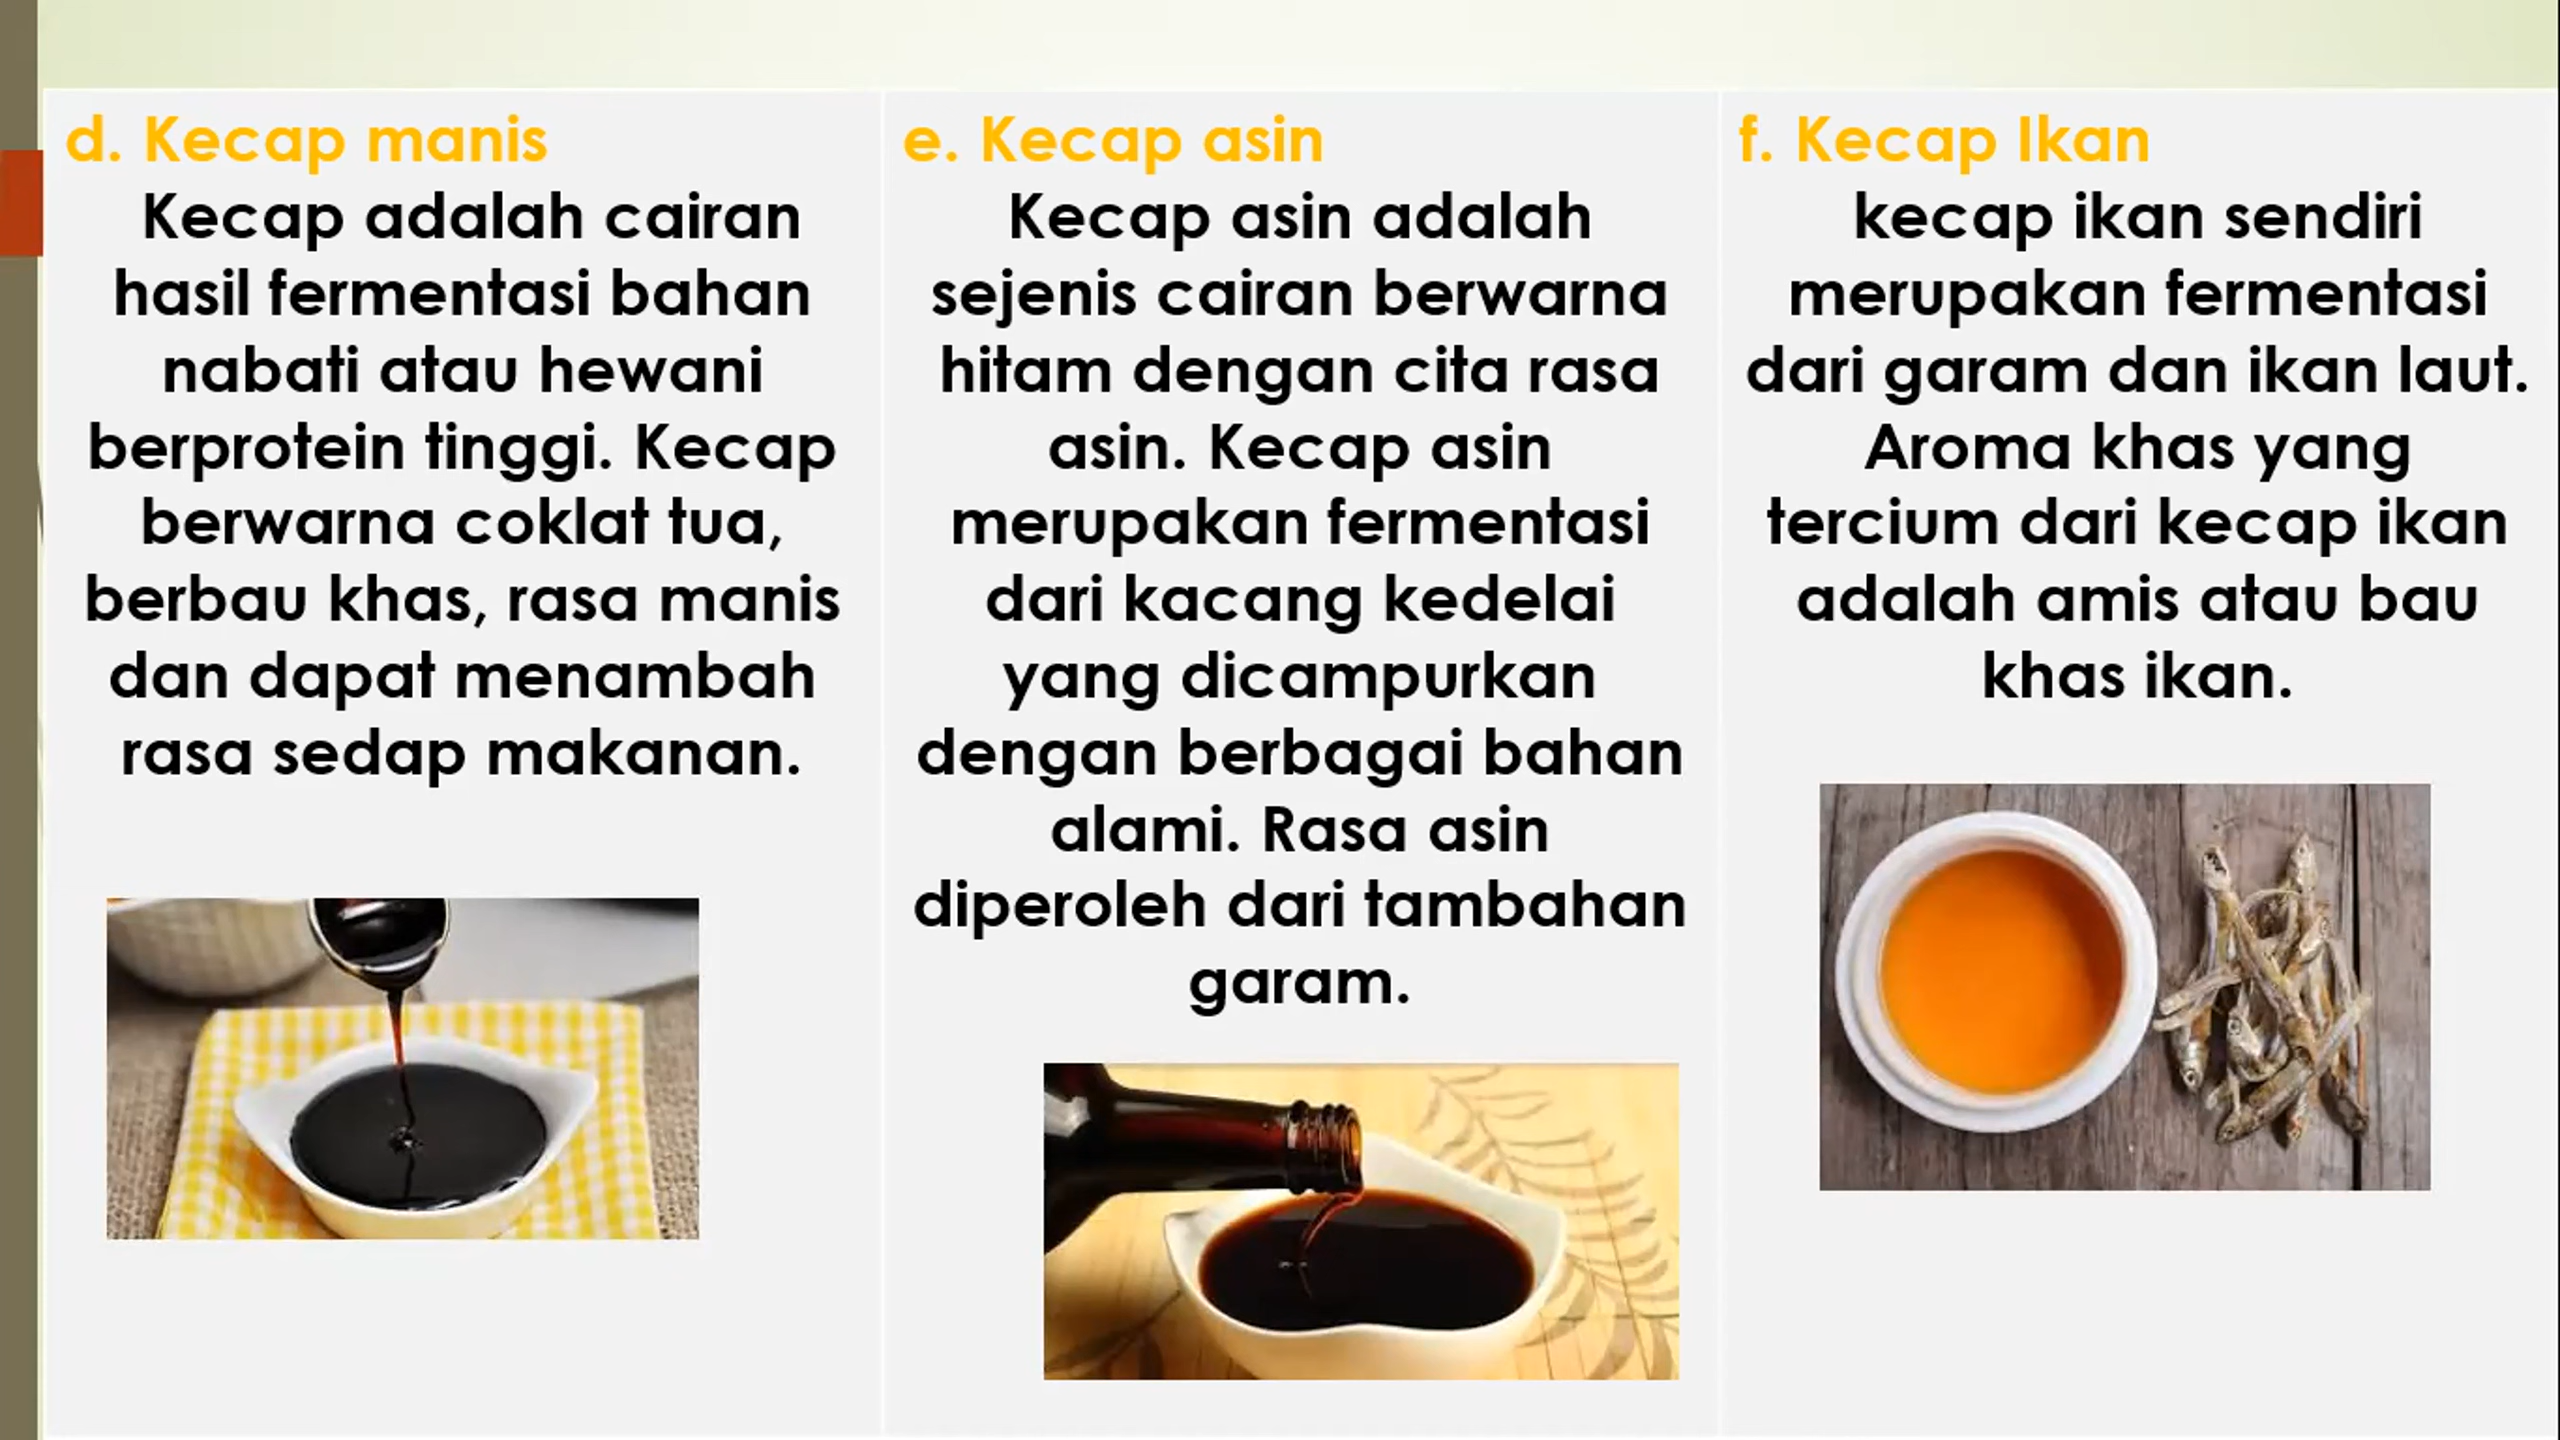 d. Kecap manis
Kecap adalah cairan
hasil fermentasi bahan
nabati atau hewani
berprotein tinggi. Kecap
berwarna coklat tua,
berbau khas, rasa manis
dan dapat menambah
rasa sedap makanan.
e. Kecap asin
Kecap asin adalah
sejenis cairan berwarna
hitam dengan cita rasa
asin. Kecap asin
merupakan fermentasi
dari kacang kedelai
yang dicampurkan
dengan berbagai bahan
alami. Rasa asin
diperoleh dari tambahan
garam.
f. Kecap Ikan
kecap ikan sendiri
merupakan fermentasi
dari garam dan ikan laut.
Aroma khas yang
tercium dari kecap ikan
adalah amis atau bau
khas ikan.